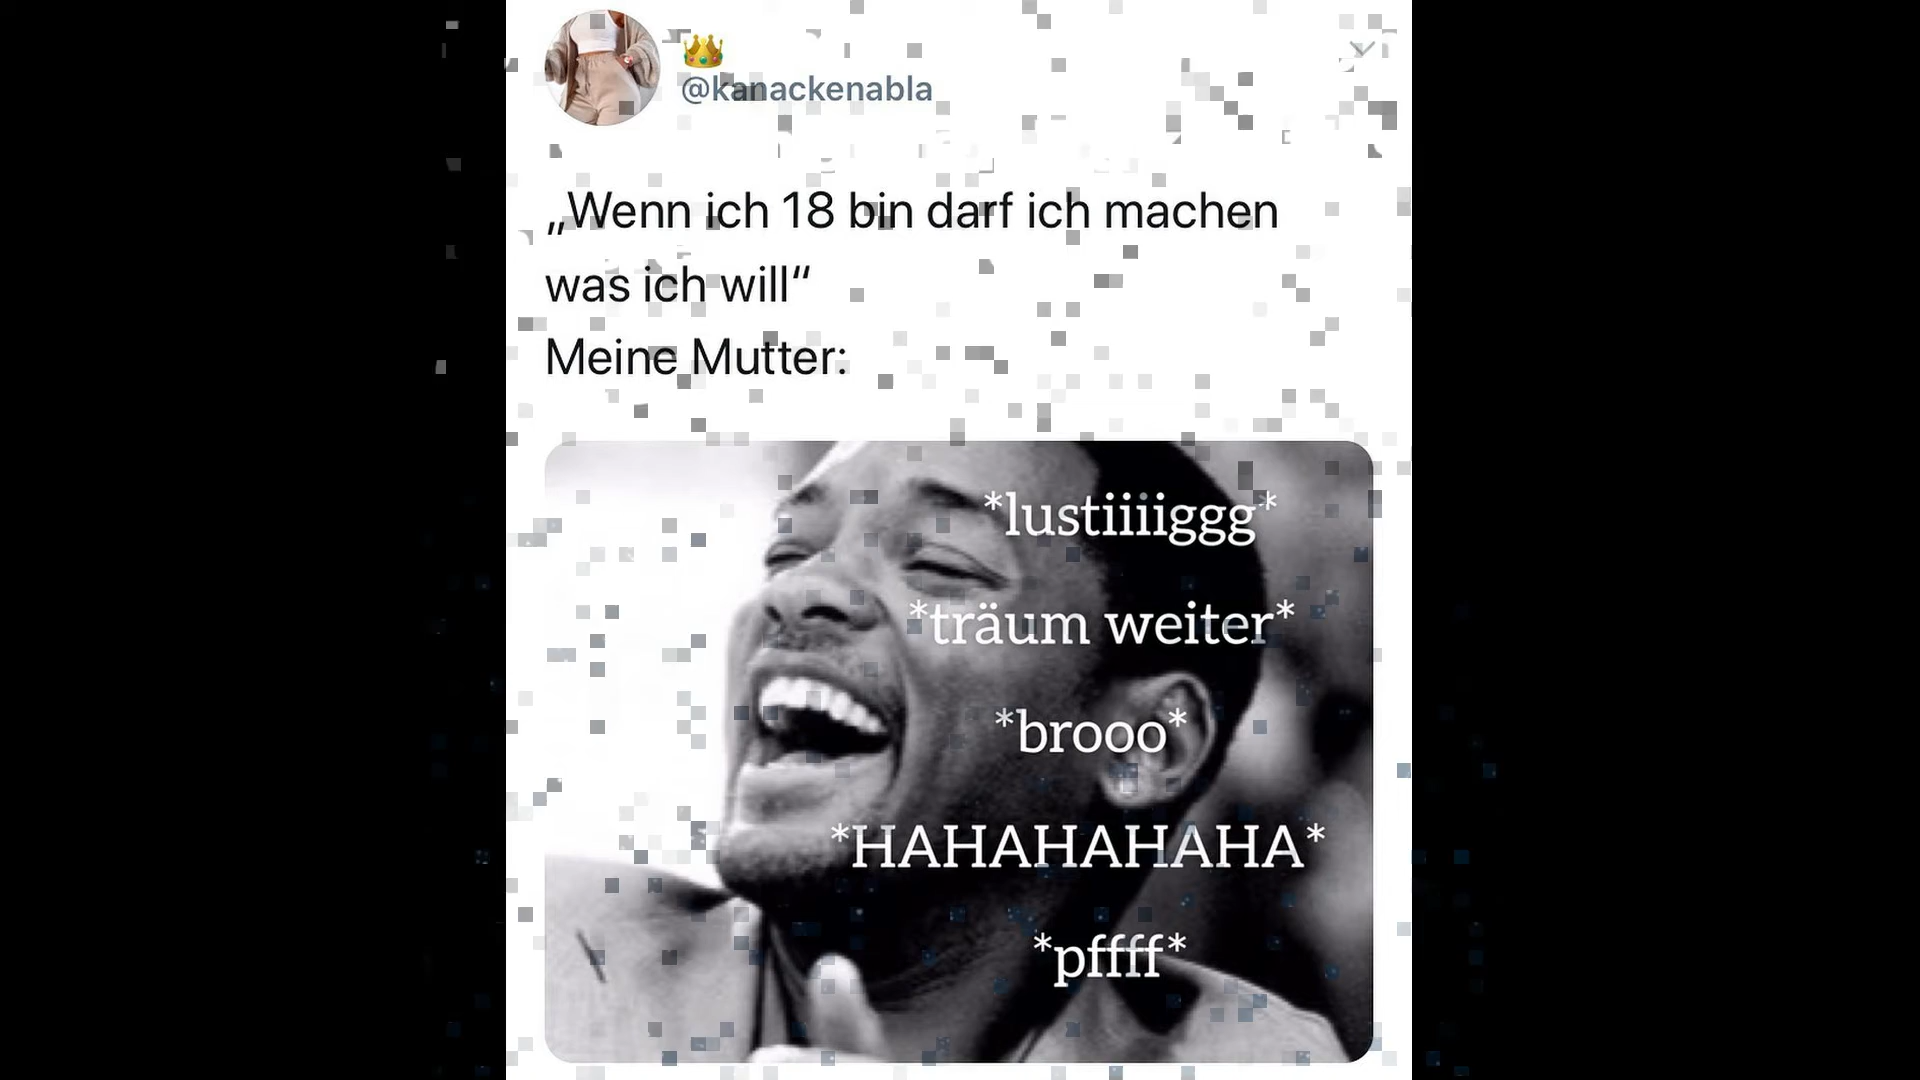 👑
@kanackenabla
„Wenn ich 18 bin darf ich machen
was ich will“
Meine Mutter:
*lustiiiiggg*
*träum weiter*
*brooo*
*HAHAHAHAHA*
*pffff*